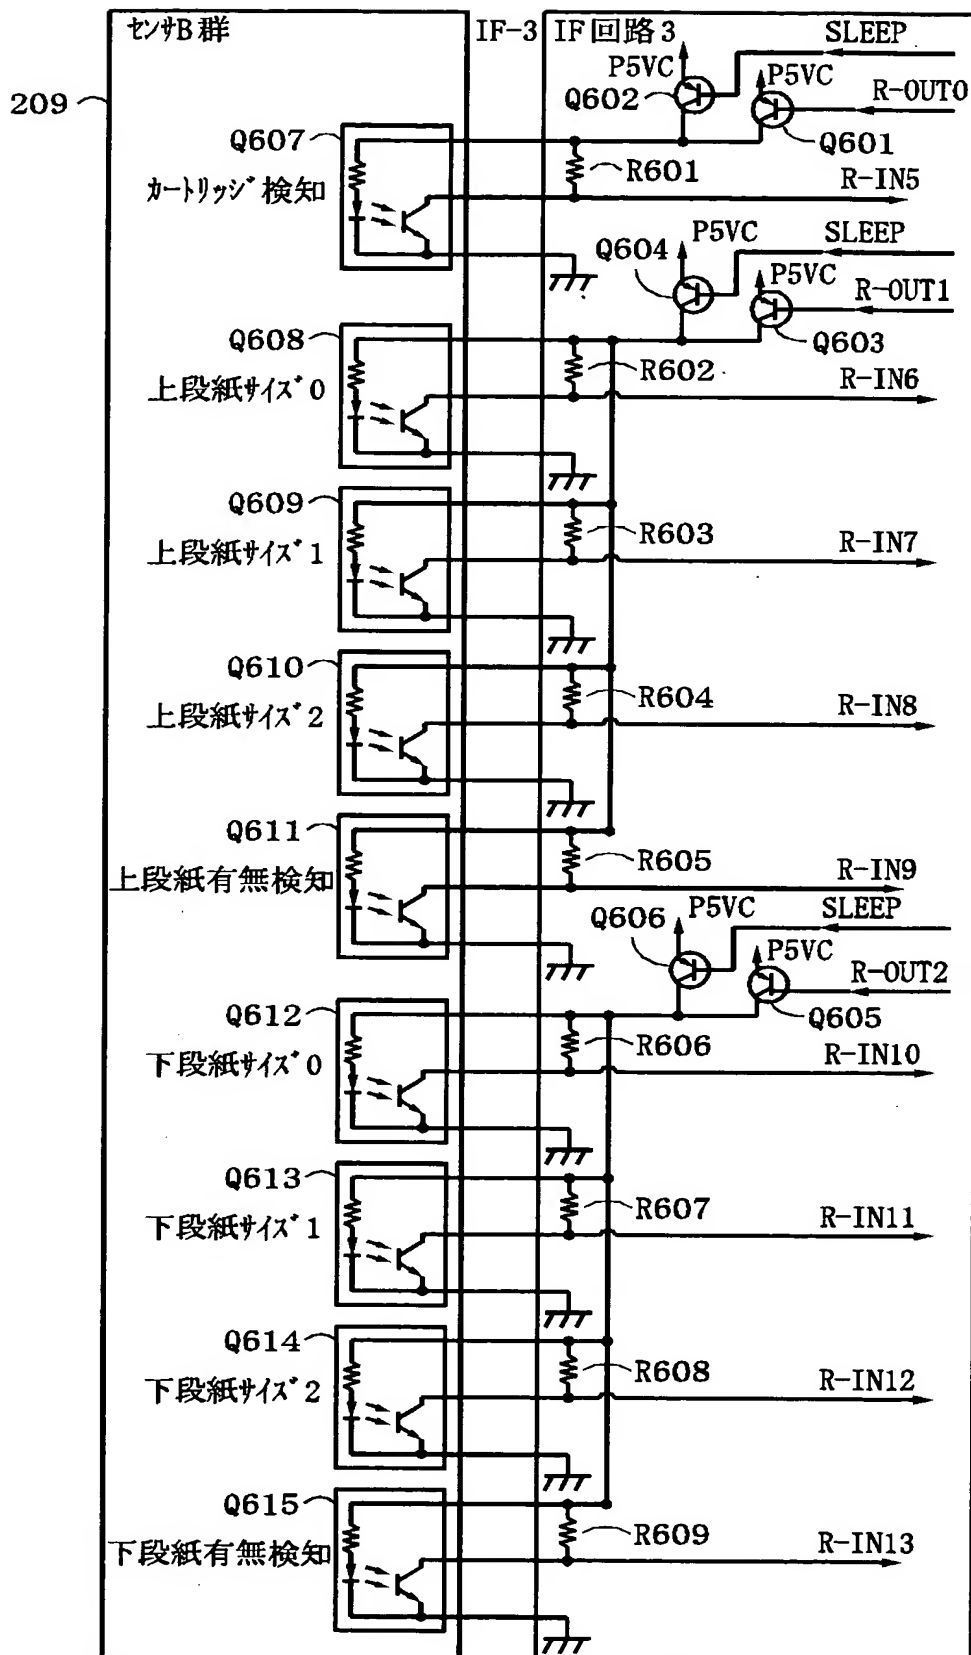 センサB群
IF-3
IF回路3
SLEEP
P5VC
P5VC
209
Q602
R-OUT0
Q607
Q601
カートリッジ検知
R601
R-IN5
P5VC
SLEEP
Q604
P5VC
R-OUT1
Q608
Q603
上段紙サイズ0
R602
R-IN6
Q609
R603
R-IN7
上段紙サイズ1
Q610
R604
R-IN8
上段紙サイズ2
Q611
R605
R-IN9
上段紙有無検知
P5VC
SLEEP
Q606
P5VC
R-OUT2
Q612
Q605
下段紙サイズ0
R606
R-IN10
Q613
R607
R-IN11
下段紙サイズ1
Q614
R608
R-IN12
下段紙サイズ2
Q615
R609
R-IN13
下段紙有無検知